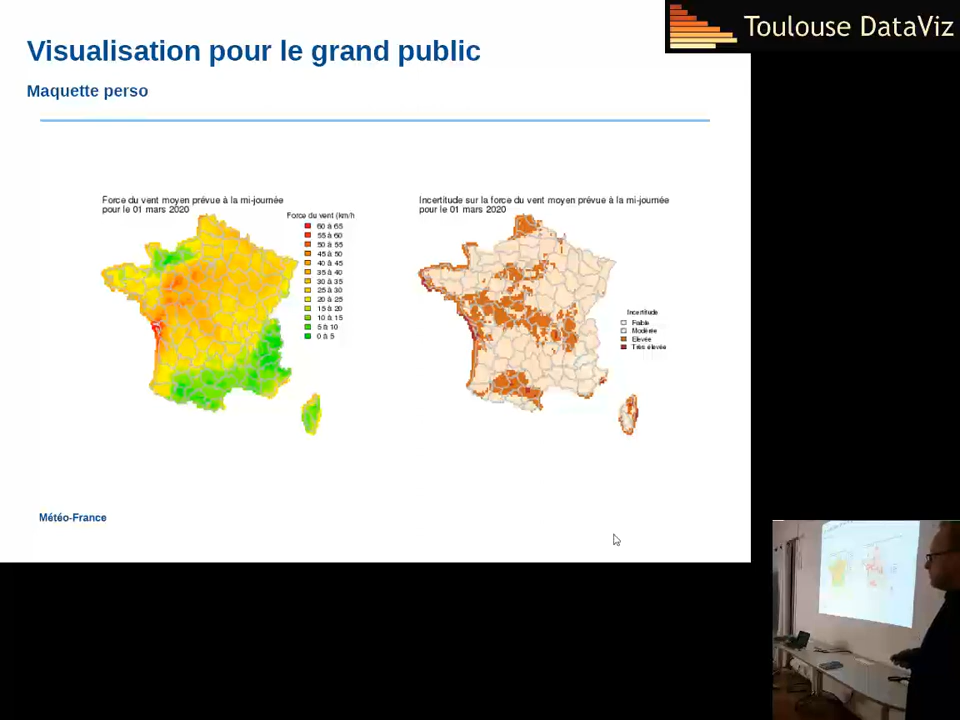 Toulouse DataViz
Visualisation pour le grand public
Maquette perso
Force du vent moyen prévue à la mi-journée
pour le 01 mars 2020
Force du vent (km/h
60 à 65
55 à 60
50 à 55
45 à 50
40 à 45
35 à 40
30 à 35
25 à 30
20 à 25
15 à 20
10 à 15
5 à 10
0 à 5
Incertitude sur la force du vent moyen prévue à la mi-journée
pour le 01 mars 2020
Incertitude
Faible
Modérée
Elevée
Très élevée
Météo-France